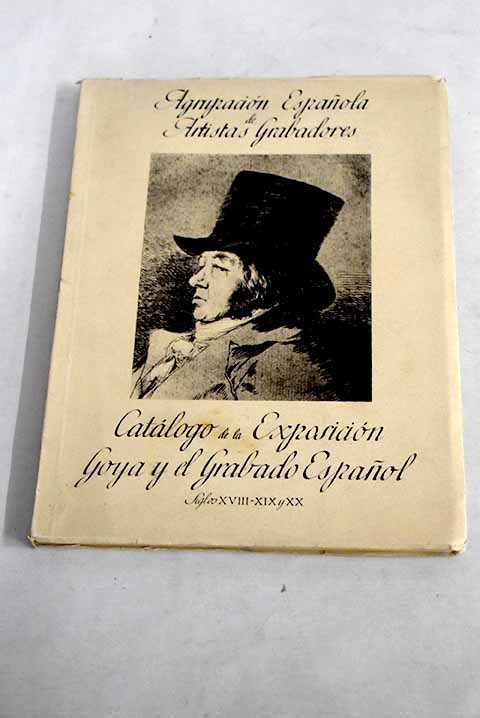 Agrupación Española
de
Artistas Grabadores
Catálogo de la Exposición
Goya y el Grabado Español
Siglos XVIII-XIX y XX